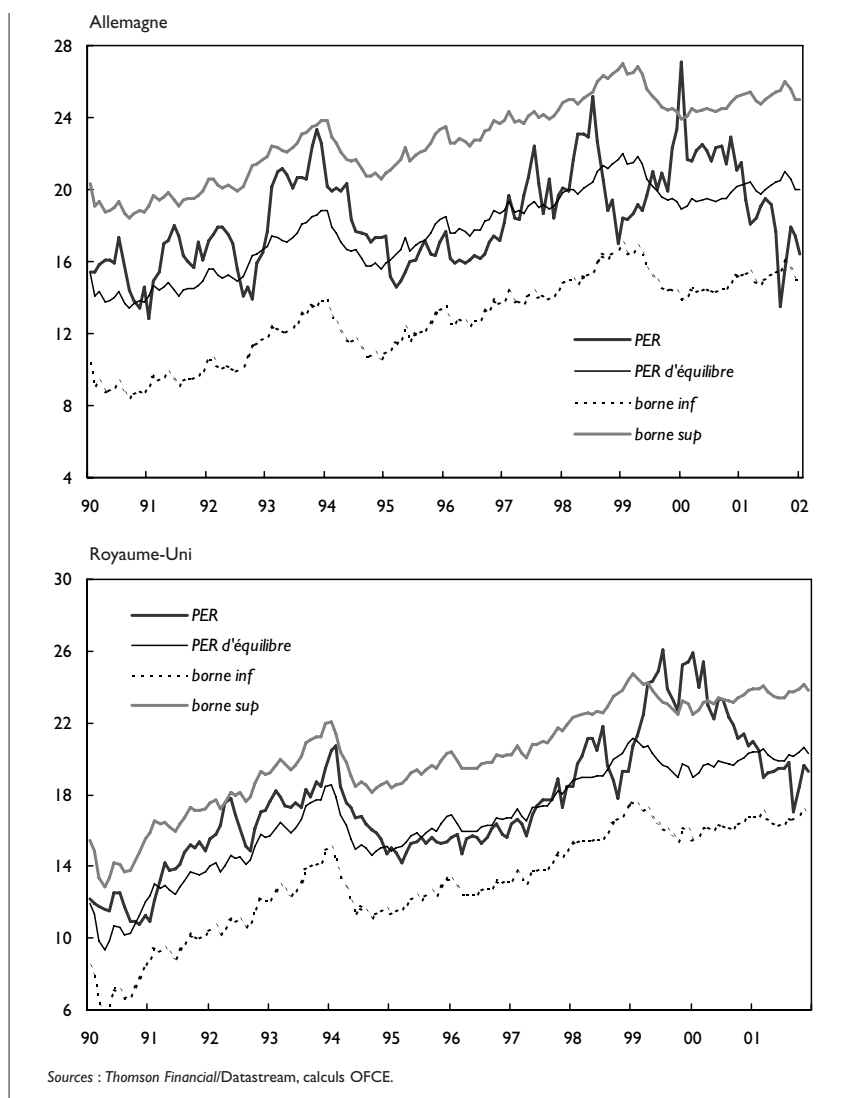 Allemagne
28
24
20
16
12
8
4
PER
PER d'équilibre
borne inf
borne sup
90 91 92 93 94 95 96 97 98 99 00 01 02
Royaume-Uni
30
26
22
18
14
10
6
PER
PER d'équilibre
borne inf
borne sup
90 91 92 93 94 95 96 97 98 99 00 01
Sources : Thomson Financial/Datastream, calculs OFCE.